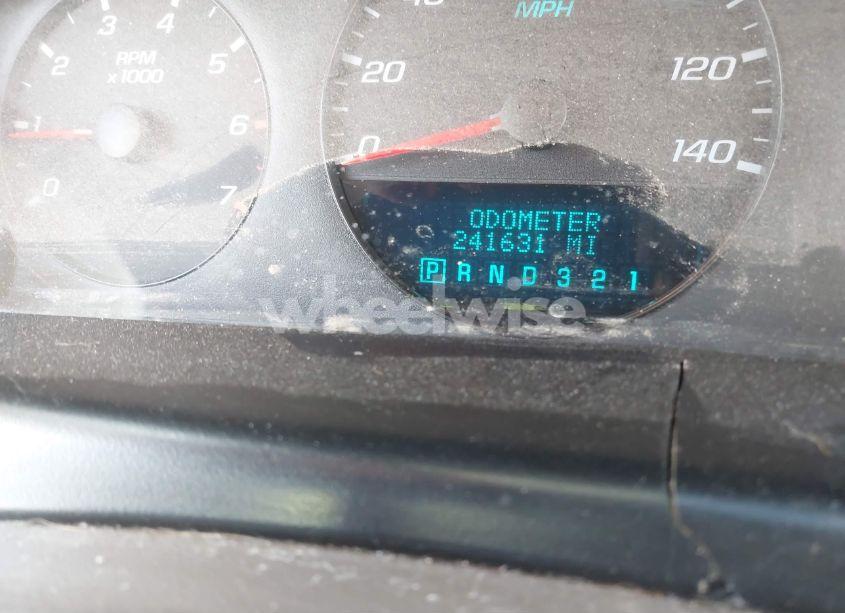 3 4
2 5
RPM
x1000
1 6
0 7
40
MPH
20 120
0 140
ODOMETER
241631 MI
P R N D 3 2 1
wheelwise